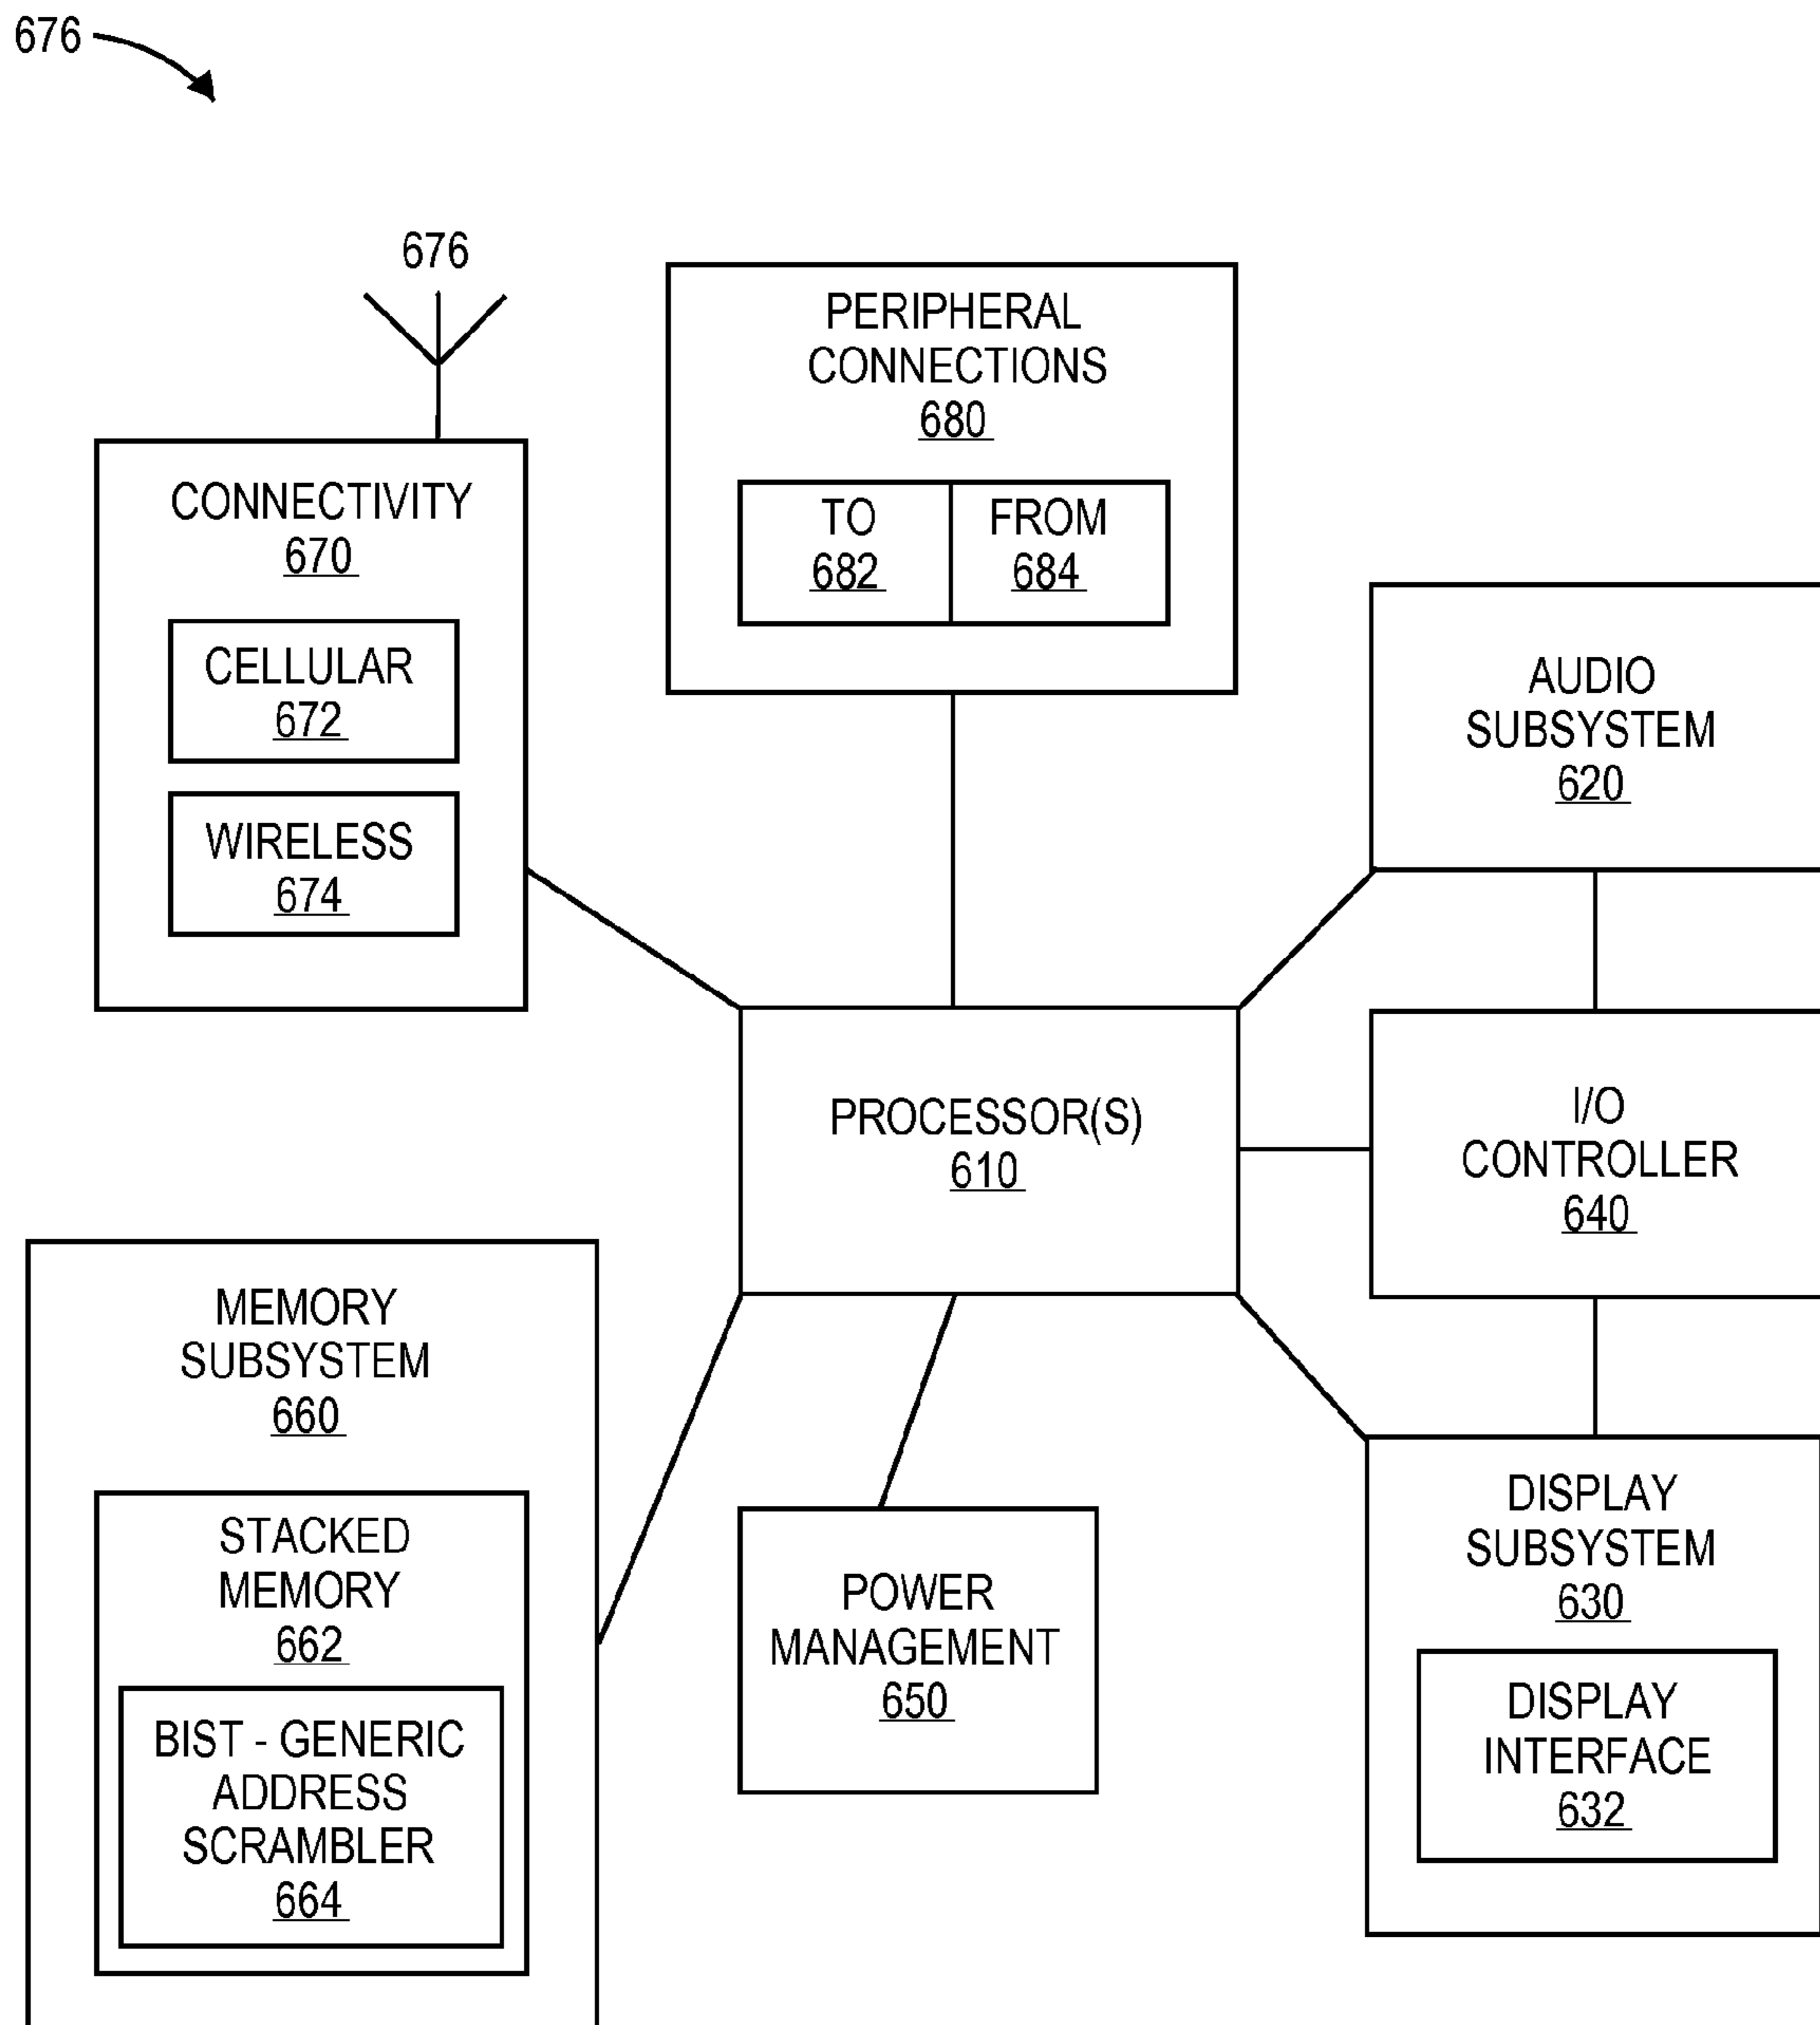 676
676
PERIPHERAL
CONNECTIONS
680
TO
682
FROM
684
CONNECTIVITY
670
CELLULAR
672
WIRELESS
674
AUDIO
SUBSYSTEM
620
PROCESSOR(S)
610
I/O
CONTROLLER
640
MEMORY
SUBSYSTEM
660
STACKED
MEMORY
662
BIST - GENERIC
ADDRESS
SCRAMBLER
664
POWER
MANAGEMENT
650
DISPLAY
SUBSYSTEM
630
DISPLAY
INTERFACE
632